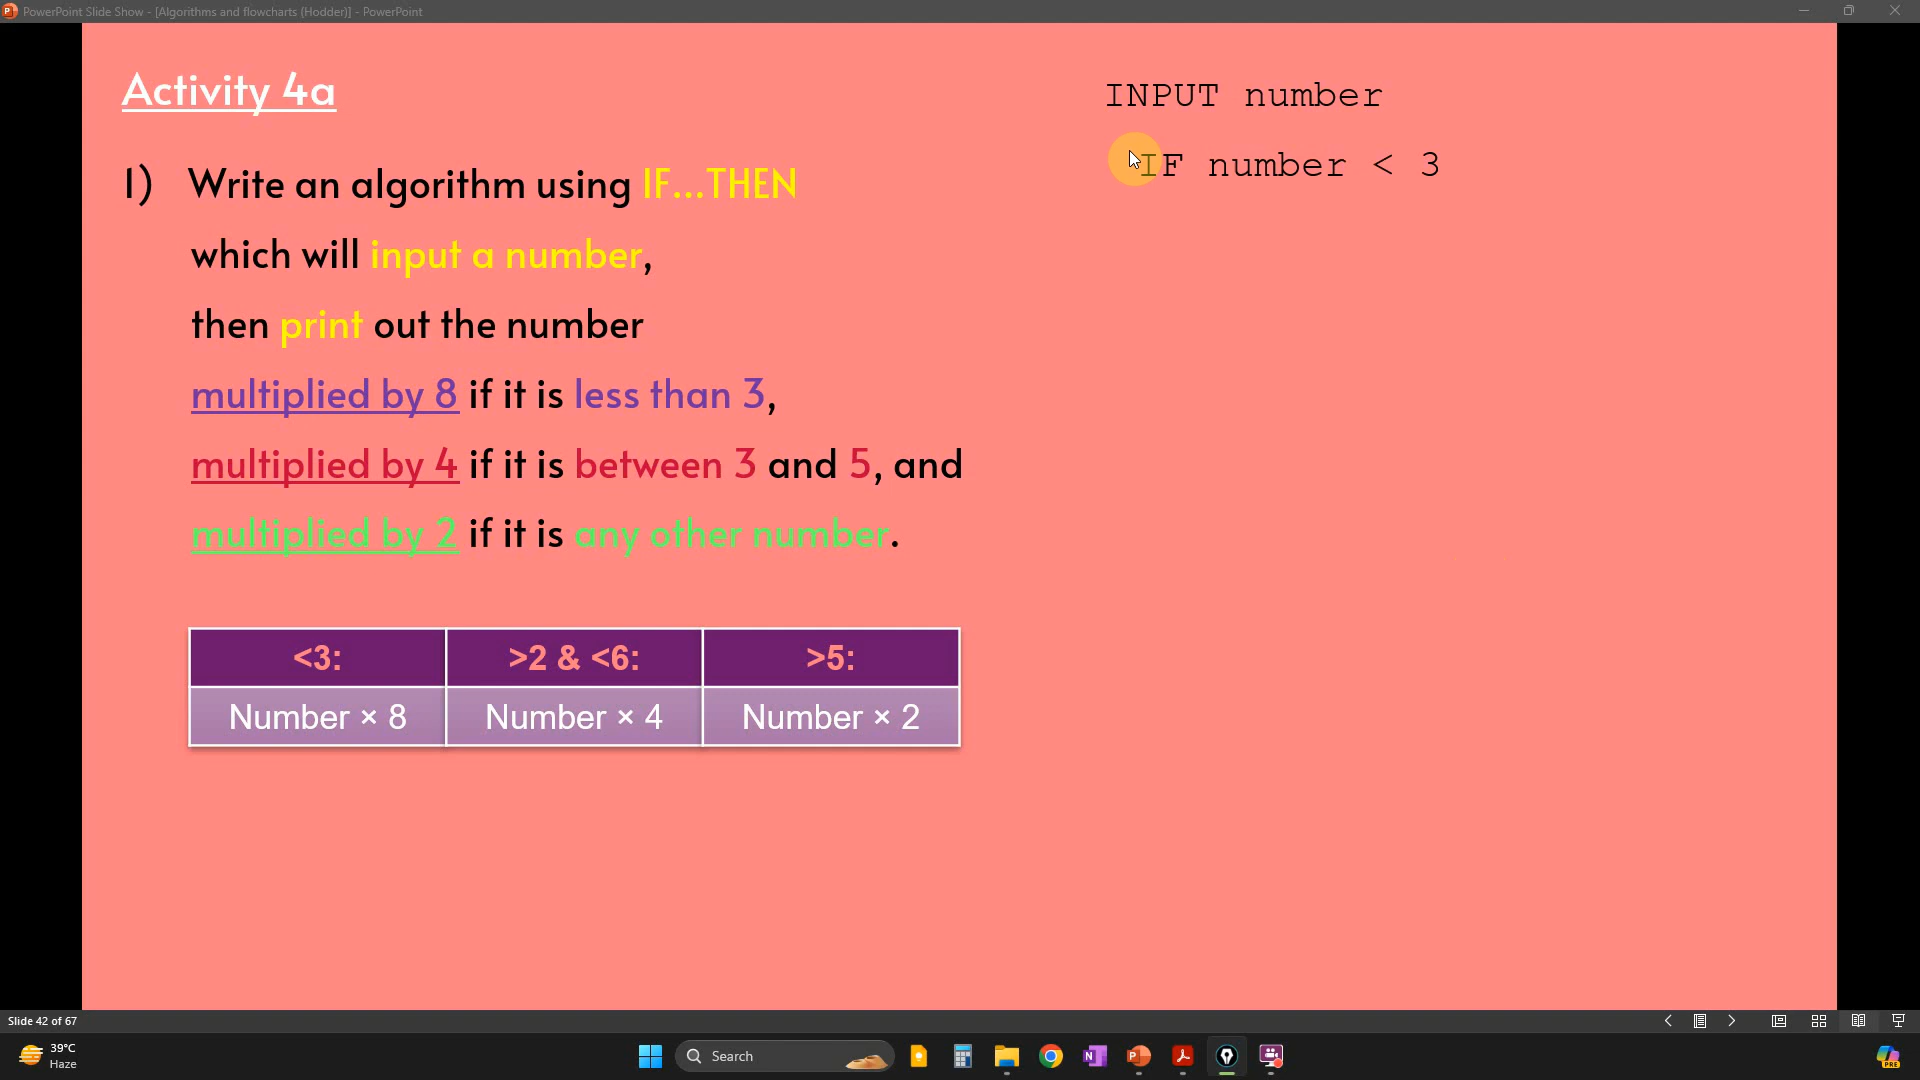 PowerPoint Slide Show - [Algorithms and flowcharts (Hodder)] - PowerPoint
Activity 4a
1) Write an algorithm using IF...THEN
which will input a number,
then print out the number
multiplied by 8 if it is less than 3,
multiplied by 4 if it is between 3 and 5, and
multiplied by 2 if it is any other number.
<3: >2 & <6: >5:
Number × 8 Number × 4 Number × 2
INPUT number
IF number < 3
Slide 42 of 67
39°C
Haze
Search
PRE